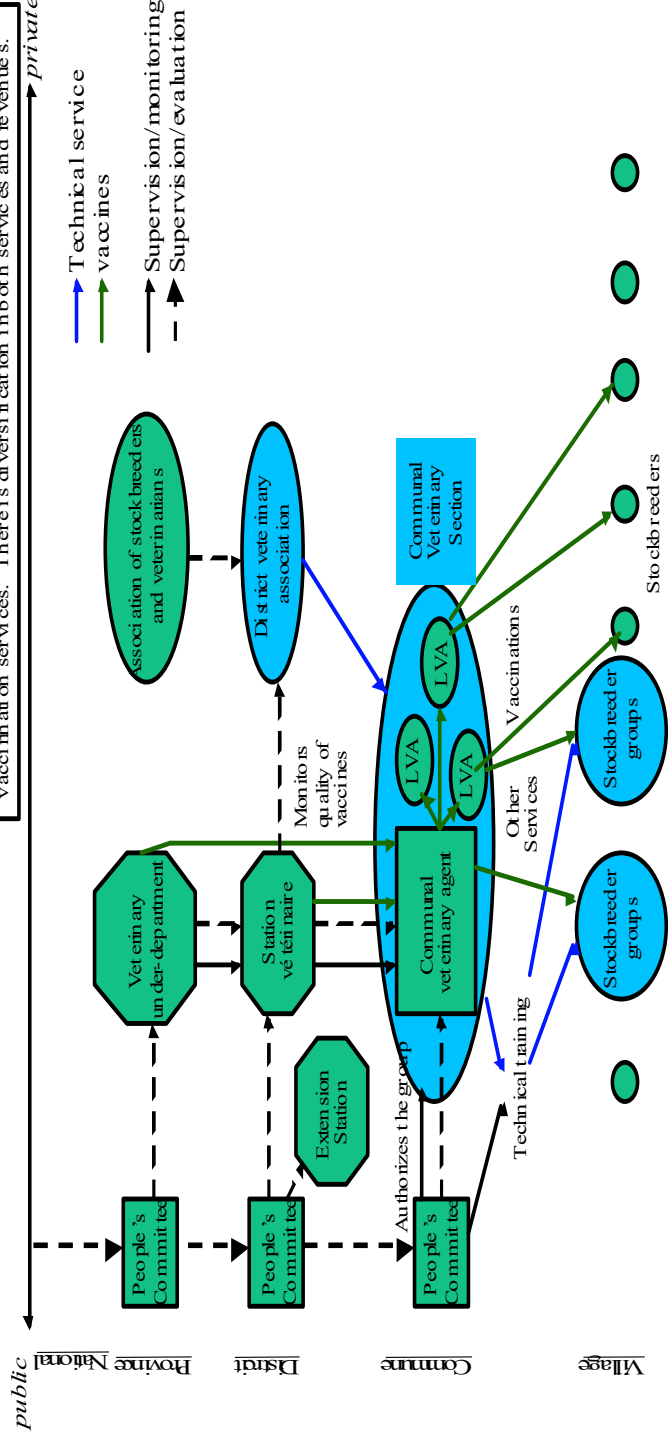 vaccination services. There is diversification in both services and revenues.
public
private
National
Province
District
Commune
Village
Technical service
vaccines
Supervision/monitoring
Supervision/evaluation
People's
Committee
Veterinary
under-department
Association of stockbreeders
and veterinarians
People's
Committee
Extension
Station
Station
vétérinaire
Monitors
quality of
vaccines
District veterinary
association
People's
Committee
Authorizes the group
Communal
veterinary agent
LVA
LVA
LVA
Communal
Veterinary
Section
Technical training
Other
Services
Vaccinations
Stockbreeder
groups
Stockbreeder
groups
Stockbreeders